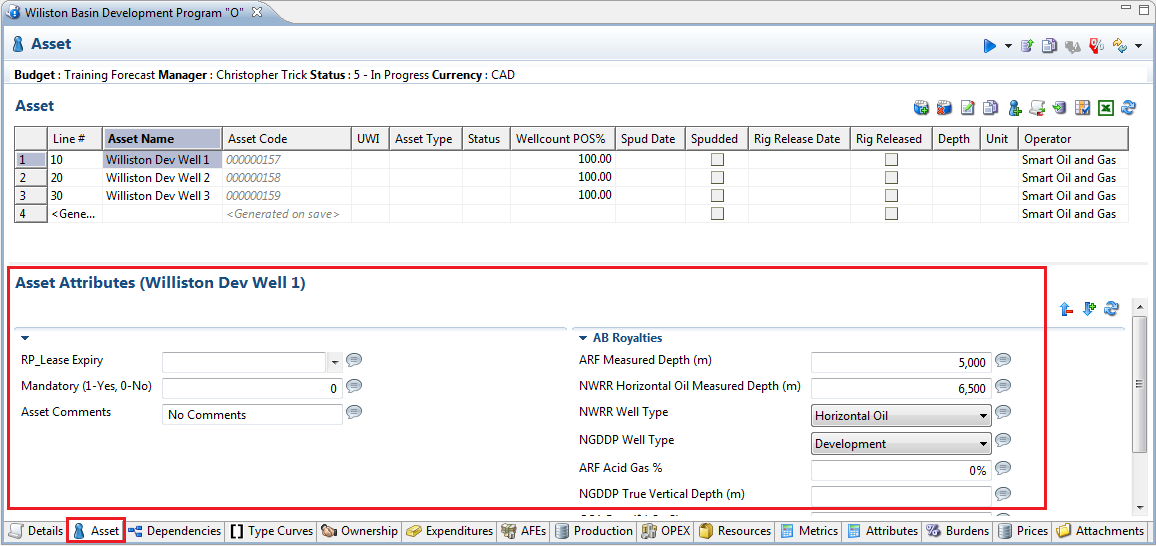 Wiliston Basin Development Program "O"
Asset
Budget : Training Forecast Manager : Christopher Trick Status : 5 - In Progress Currency : CAD
Asset
Line # Asset Name Asset Code UWI Asset Type Status Wellcount POS% Spud Date Spudded Rig Release Date Rig Released Depth Unit Operator
1 10 Williston Dev Well 1 000000157 100.00 Smart Oil and Gas
2 20 Williston Dev Well 2 000000158 100.00 Smart Oil and Gas
3 30 Williston Dev Well 3 000000159 100.00 Smart Oil and Gas
4 <Gene... <Generated on save> Smart Oil and Gas
Asset Attributes (Williston Dev Well 1)
RP_Lease Expiry
Mandatory (1-Yes, 0-No) 0
Asset Comments No Comments
AB Royalties
ARF Measured Depth (m) 5,000
NWRR Horizontal Oil Measured Depth (m) 6,500
NWRR Well Type Horizontal Oil
NGDDP Well Type Development
ARF Acid Gas % 0%
NGDDP True Vertical Depth (m)
Details Asset Dependencies Type Curves Ownership Expenditures AFEs Production OPEX Resources Metrics Attributes Burdens Prices Attachments